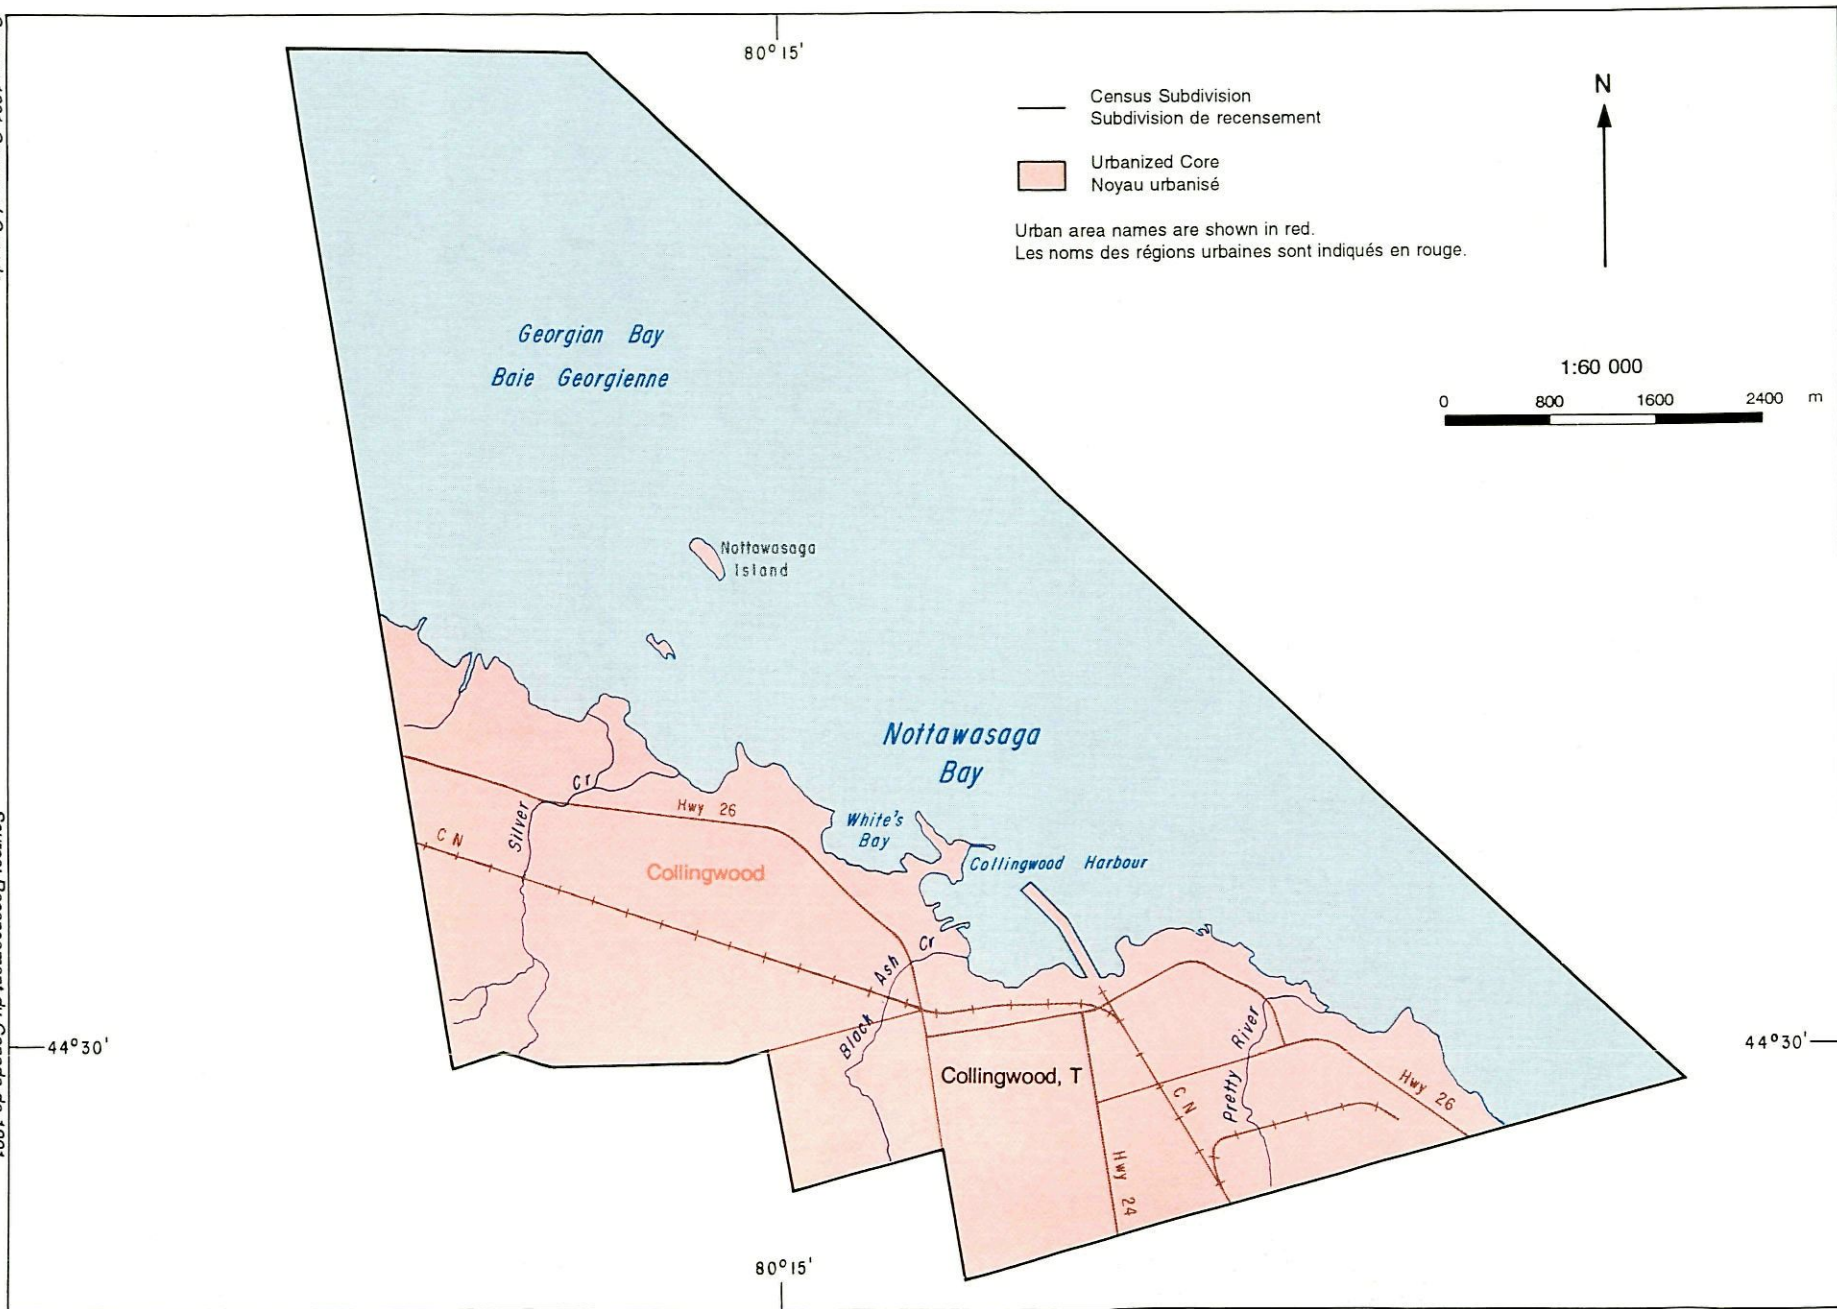 80°15'
Census Subdivision
Subdivision de recensement
Urbanized Core
Noyau urbanisé
Urban area names are shown in red.
Les noms des régions urbaines sont indiqués en rouge.
N
1:60 000
0 800 1600 2400 m
Georgian Bay
Baie Georgienne
Nottawasaga
Island
Nottawasaga
Bay
White's
Bay
Collingwood Harbour
Silver Cr
Hwy 26
C N
Collingwood
Black Ash Cr
Collingwood, T
Pretty River
C N
Hwy 26
Hwy 24
44°30'
44°30'
80°15'